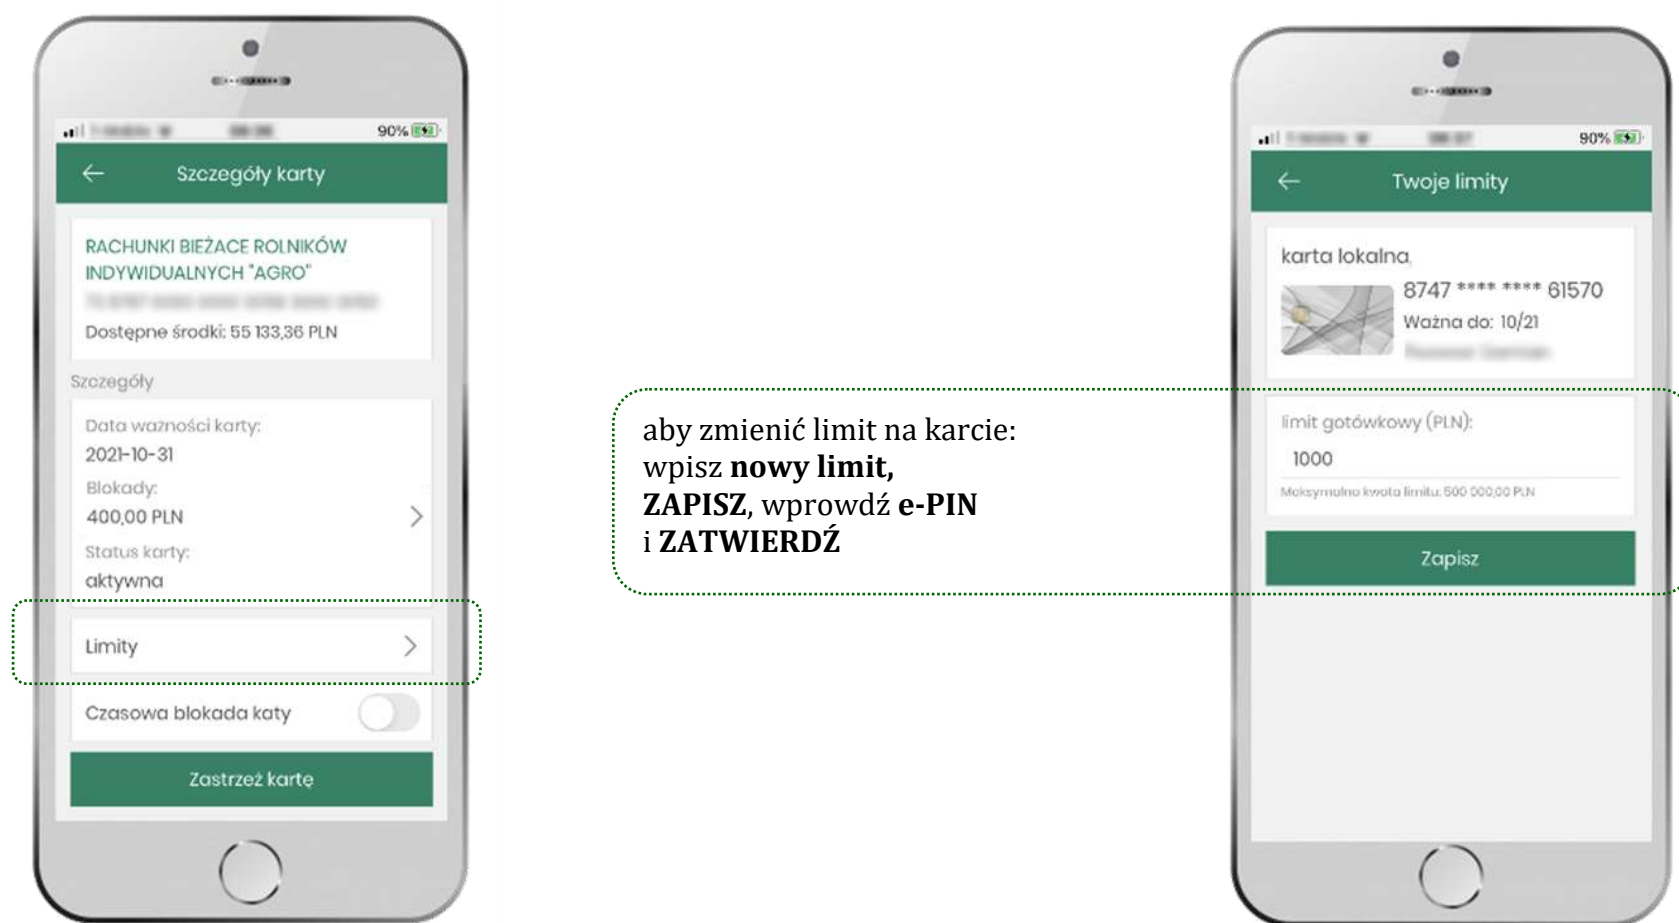 90%
Szczegóły karty
RACHUNKI BIEŻACE ROLNIKÓW
INDYWIDUALNYCH "AGRO"
Dostępne środki: 55 133,36 PLN
Szczegóły
Data ważności karty:
2021-10-31
Blokady:
400,00 PLN
Status karty:
aktywna
Limity
Czasowa blokada katy
Zastrzeż kartę
aby zmienić limit na karcie:
wpisz nowy limit,
ZAPISZ, wprowdź e-PIN
i ZATWIERDŹ
90%
Twoje limity
karta lokalna,
8747 **** **** 61570
Ważna do: 10/21
limit gotówkowy (PLN):
1000
Maksymalna kwota limitu: 500 000,00 PLN
Zapisz